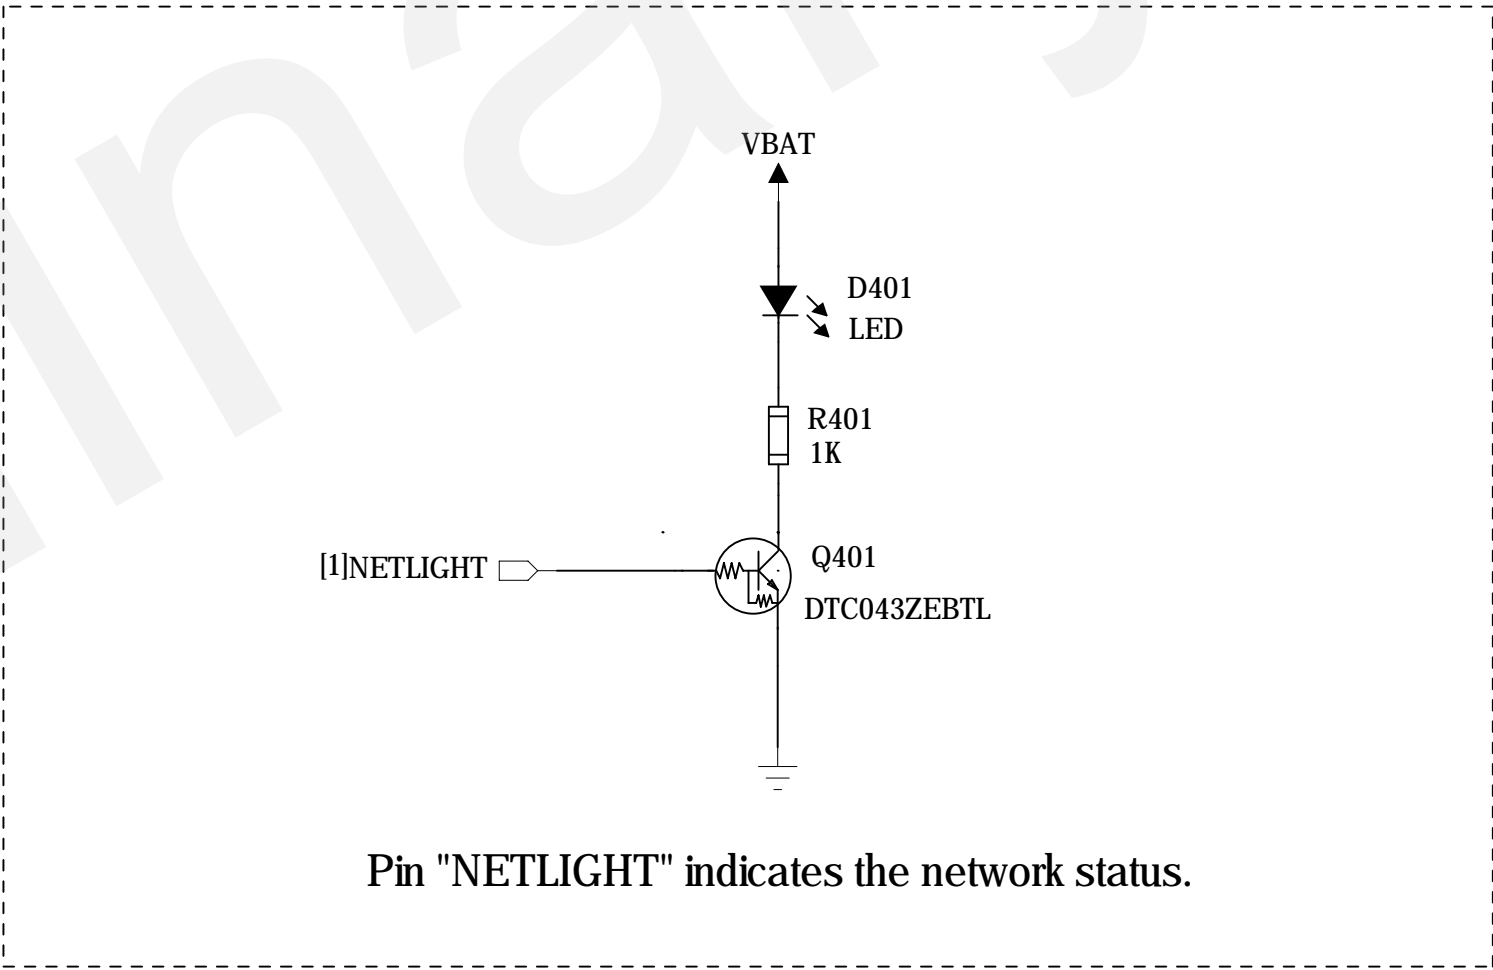 VBAT
D401
LED
R401
1K
[1]NETLIGHT
Q401
DTC043ZEBTL
Pin "NETLIGHT" indicates the network status.